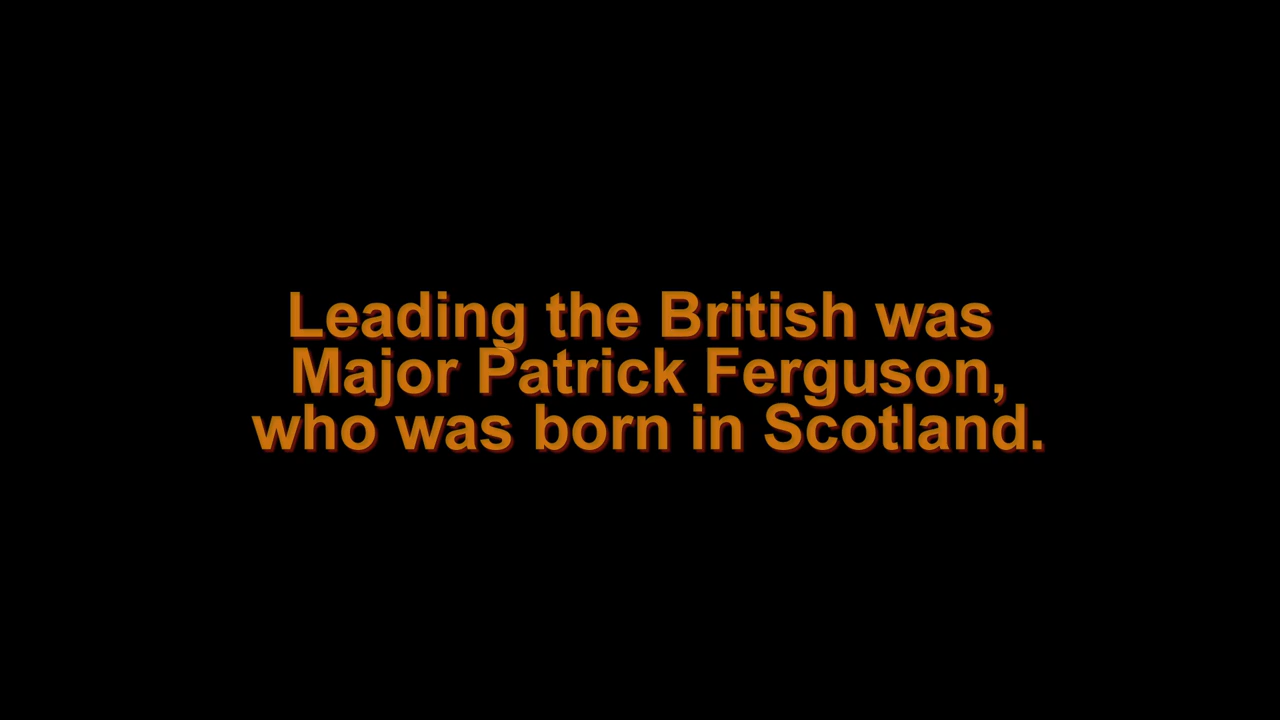 Leading the British was
Major Patrick Ferguson,
who was born in Scotland.